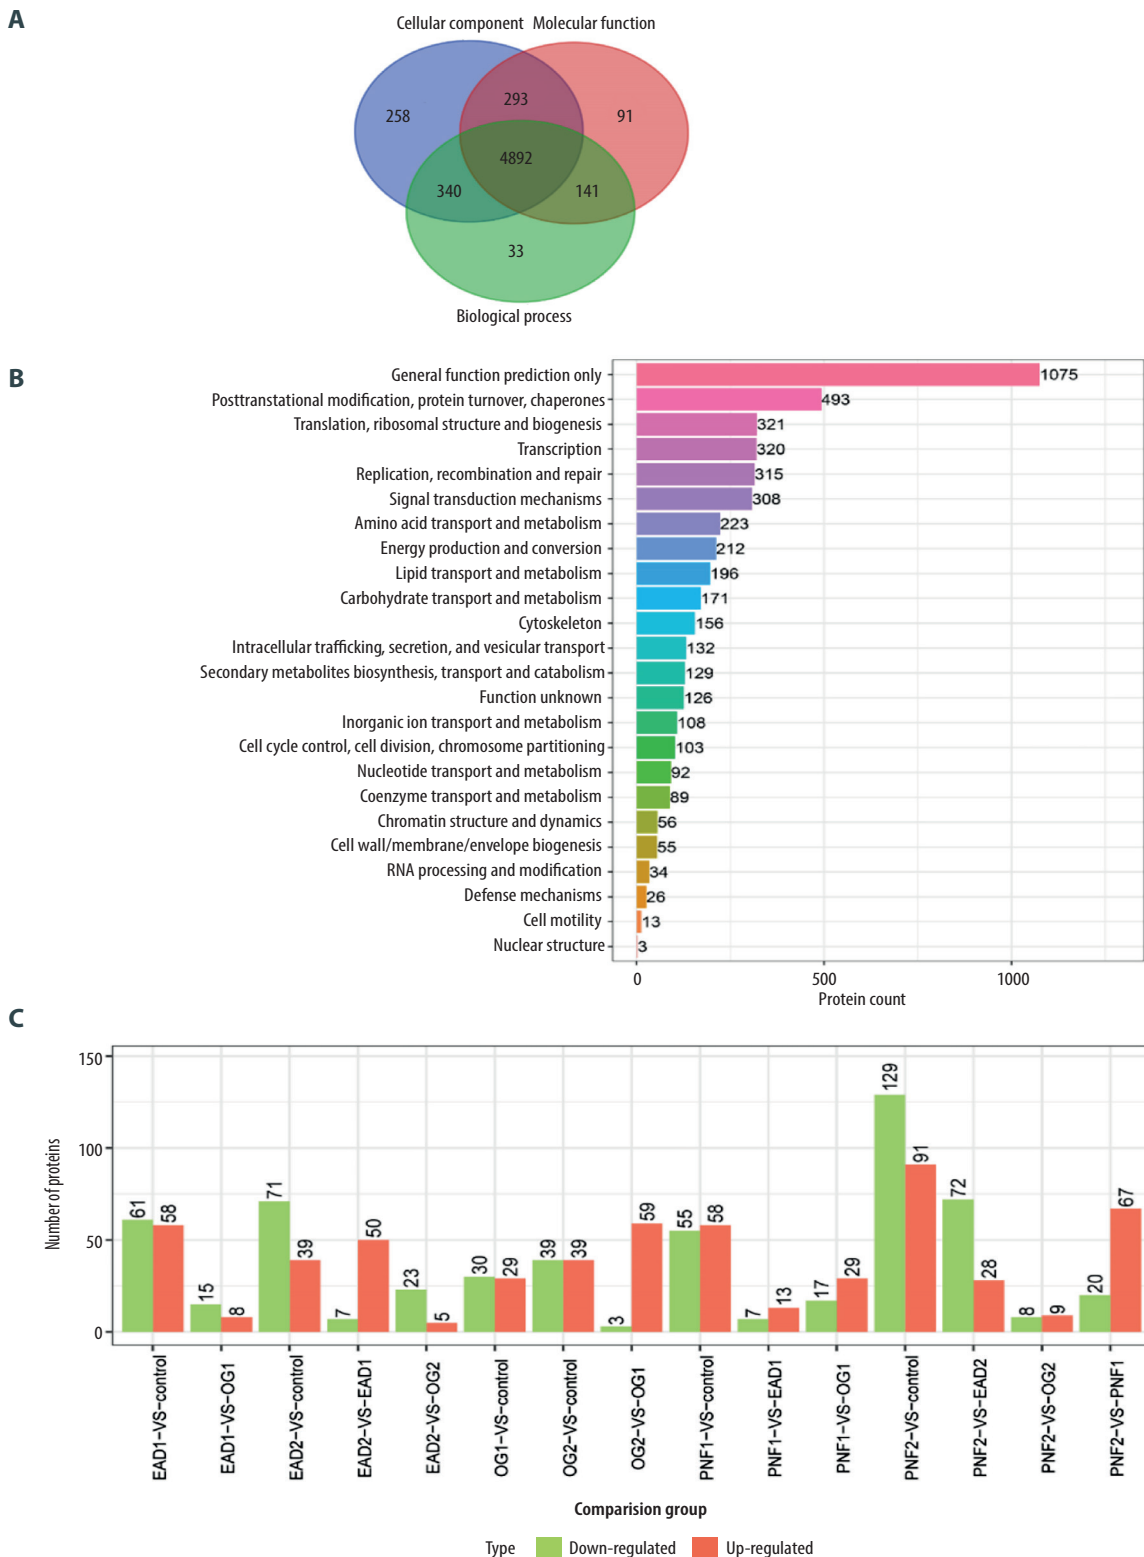 A
Cellular component Molecular function
293
258
91
4892
340
141
33
Biological process
B
General function prediction only 1075
Posttranstational modification, protein turnover, chaperones 493
Translation, ribosomal structure and biogenesis 321
Transcription 320
Replication, recombination and repair 315
Signal transduction mechanisms 308
Amino acid transport and metabolism 223
Energy production and conversion 212
Lipid transport and metabolism 196
Carbohydrate transport and metabolism 171
Cytoskeleton 156
Intracellular trafficking, secretion, and vesicular transport 132
Secondary metabolites biosynthesis, transport and catabolism 129
Function unknown 126
Inorganic ion transport and metabolism 108
Cell cycle control, cell division, chromosome partitioning 103
Nucleotide transport and metabolism 92
Coenzyme transport and metabolism 89
Chromatin structure and dynamics 56
Cell wall/membrane/envelope biogenesis 55
RNA processing and modification 34
Defense mechanisms 26
Cell motility 13
Nuclear structure 3
0 500 1000
Protein count
C
Number of proteins
150
100
50
0
61 58 15 8 71 39 7 50 23 5 30 29 39 39 3 59 55 58 7 13 17 29 129 91 72 28 8 9 20 67
EAD1-VS-control
EAD1-VS-OG1
EAD2-VS-control
EAD2-VS-EAD1
EAD2-VS-OG2
OG1-VS-control
OG2-VS-control
OG2-VS-OG1
PNF1-VS-control
PNF1-VS-EAD1
PNF1-VS-OG1
PNF2-VS-control
PNF2-VS-EAD2
PNF2-VS-OG2
PNF2-VS-PNF1
Comparision group
Type Down-regulated Up-regulated